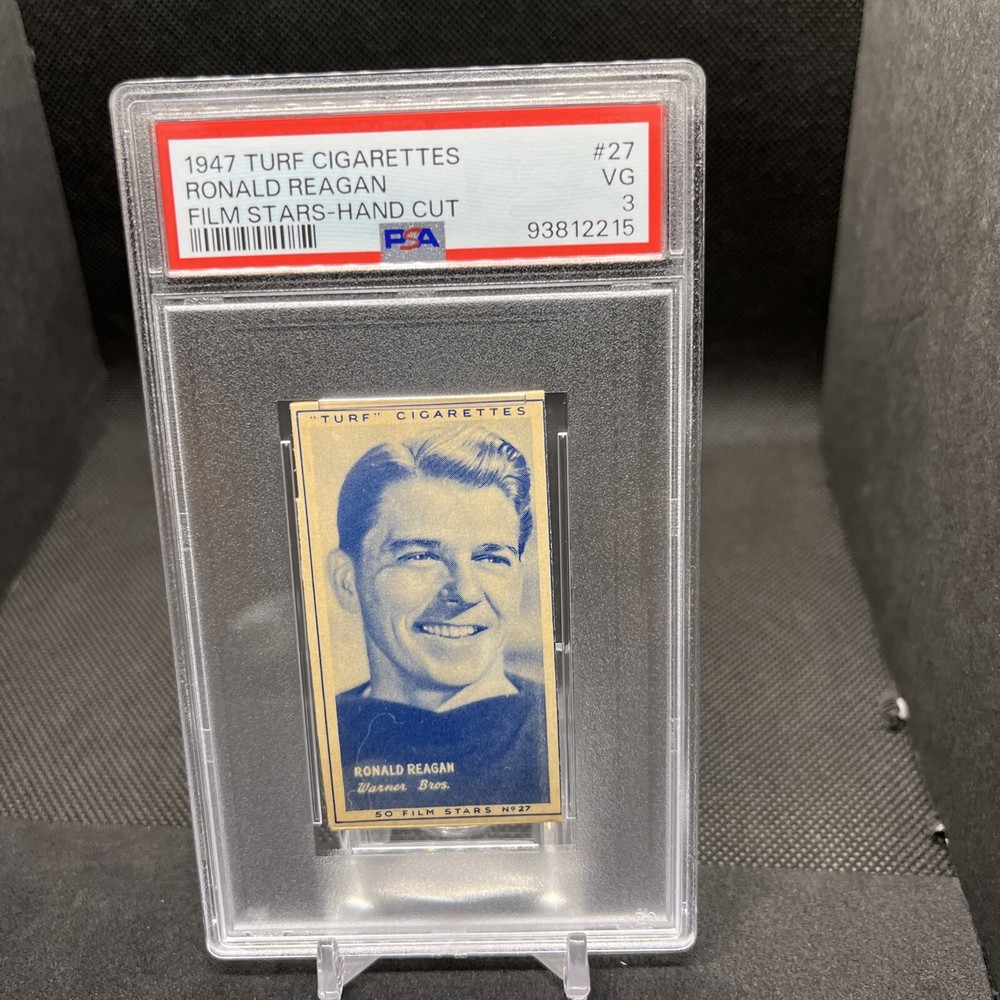 1947 TURF CIGARETTES #27
RONALD REAGAN VG
FILM STARS-HAND CUT 3
PSA 93812215
"TURF" CIGARETTES
RONALD REAGAN
Warner Bros.
50 FILM STARS Nº27